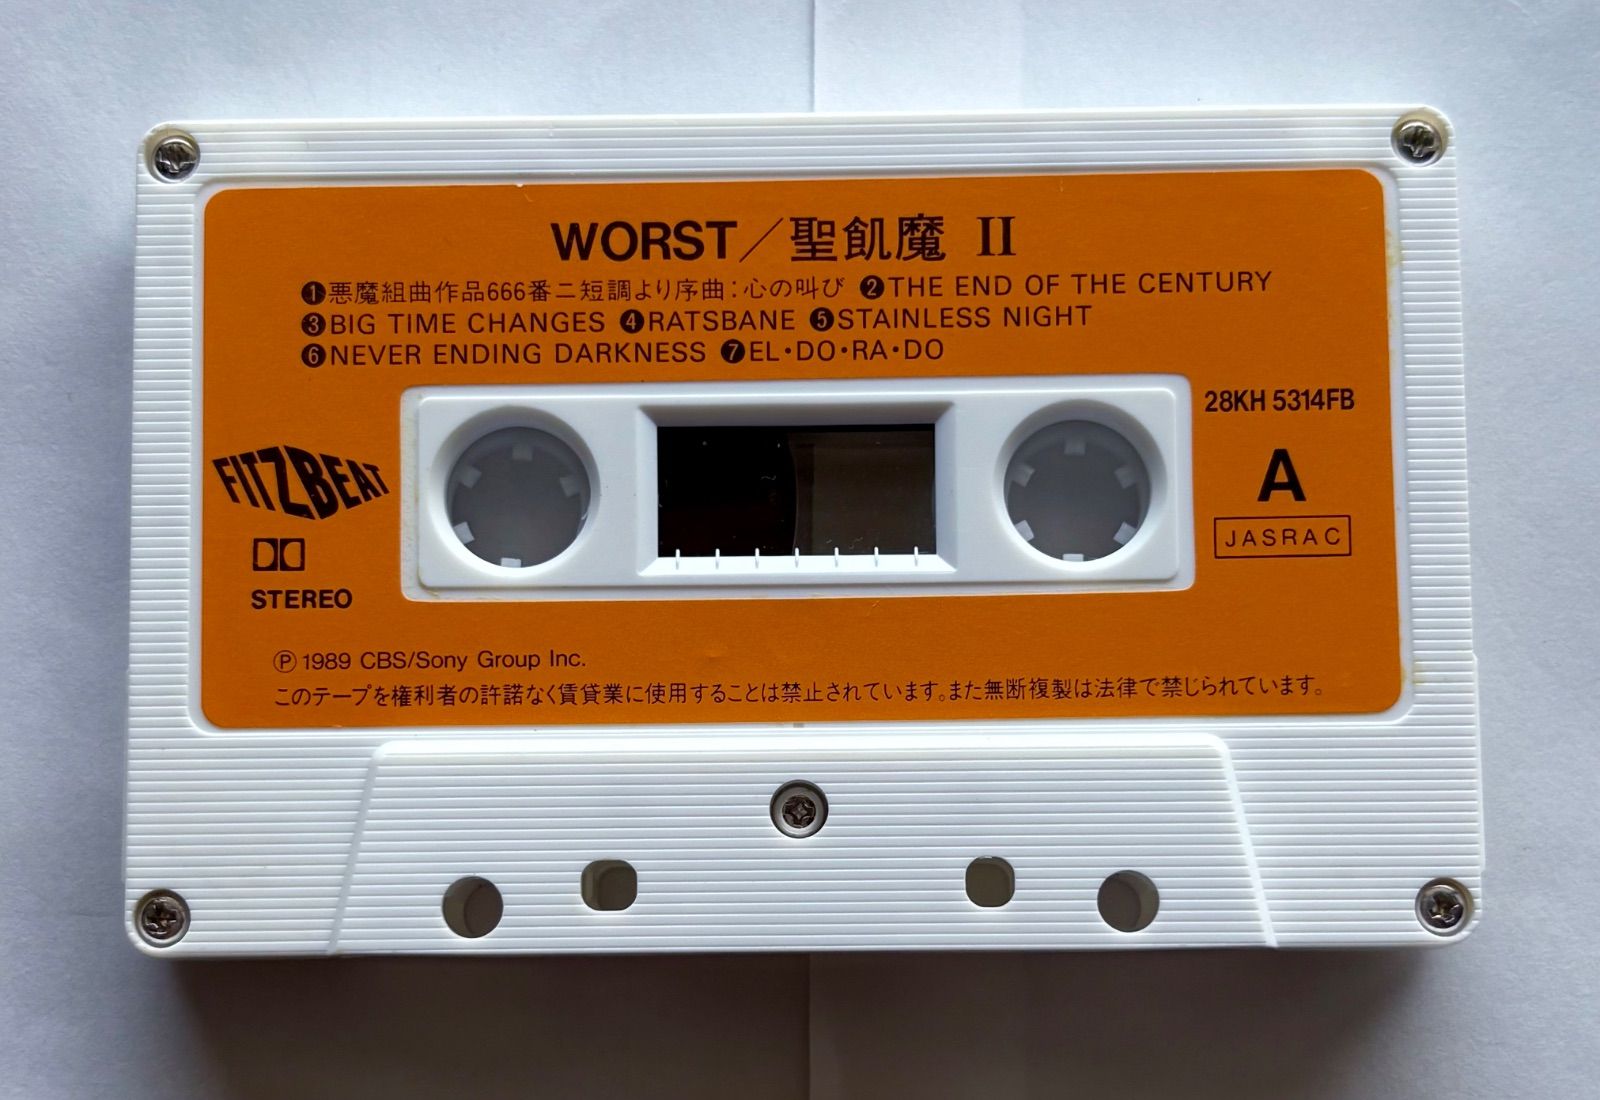 WORST／聖飢魔 II
❶悪魔組曲作品666番ニ短調より序曲:心の叫び ❷THE END OF THE CENTURY
❸BIG TIME CHANGES ❹RATSBANE ❺STAINLESS NIGHT
❻NEVER ENDING DARKNESS ❼EL・DO・RA・DO
28KH 5314FB
FITZBEAT
A
JASRAC
STEREO
Ⓟ 1989 CBS/Sony Group Inc.
このテープを権利者の許諾なく賃貸業に使用することは禁止されています。また無断複製は法律で禁じられています。